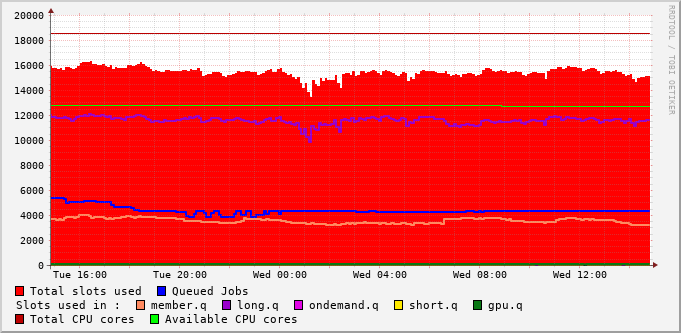 20000
18000
16000
14000
12000
10000
8000
6000
4000
2000
0
Tue 16:00 Tue 20:00 Wed 00:00 Wed 04:00 Wed 08:00 Wed 12:00
Total slots used Queued Jobs
Slots used in : member.q long.q ondemand.q short.q gpu.q
Total CPU cores Available CPU cores
RRDTOOL / TOBI OETIKER